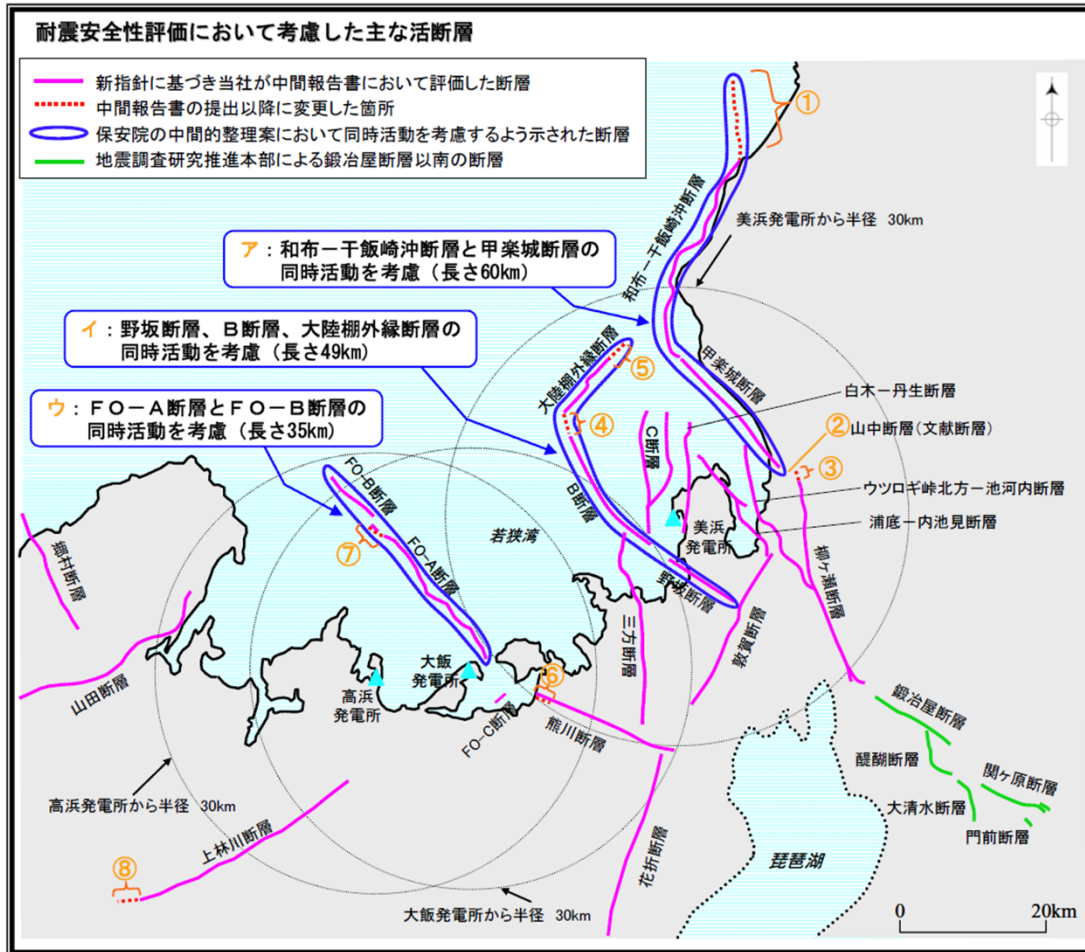 耐震安全性評価において考慮した主な活断層
新指針に基づき当社が中間報告書において評価した断層
中間報告書の提出以降に変更した箇所
保安院の中間的整理案において同時活動を考慮するよう示された断層
地震調査研究推進本部による鍛冶屋断層以南の断層
①
和布ー干飯崎沖断層
美浜発電所から半径 30km
ア:和布ー干飯崎沖断層と甲楽城断層の
同時活動を考慮(長さ60km)
イ:野坂断層、B断層、大陸棚外縁断層の
同時活動を考慮(長さ49km)
ウ:FO-A断層とFO-B断層の
同時活動を考慮(長さ35km)
大陸棚外縁断層
⑤
甲楽城断層
白木ー丹生断層
④
C断層
②
山中断層(文献断層)
③
B断層
ウツロギ峠北方ー池河内断層
浦底ー内池見断層
FO-B断層
⑦
FO-A断層
若狭湾
美浜
発電所
野坂断層
柳ヶ瀬断層
郷村断層
山田断層
三方断層
敦賀断層
大飯
発電所
高浜
発電所
⑥
FO-C断層
熊川断層
鍛冶屋断層
醍醐断層
関ヶ原断層
大清水断層
門前断層
高浜発電所から半径 30km
上林川断層
⑧
花折断層
琵琶湖
大飯発電所から半径 30km
0
20km